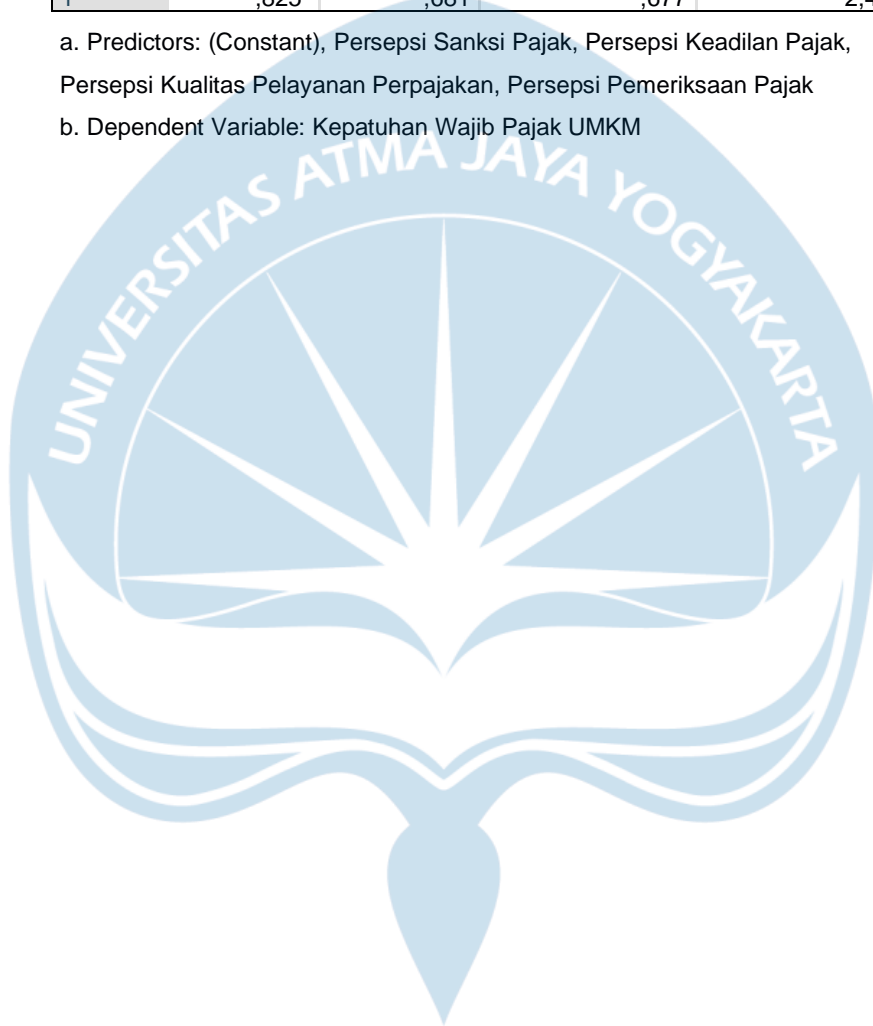 a. Predictors: (Constant), Persepsi Sanksi Pajak, Persepsi Keadilan Pajak,
Persepsi Kualitas Pelayanan Perpajakan, Persepsi Pemeriksaan Pajak
b. Dependent Variable: Kepatuhan Wajib Pajak UMKM
UNIVERSITAS ATMA JAYA YOGYAKARTA